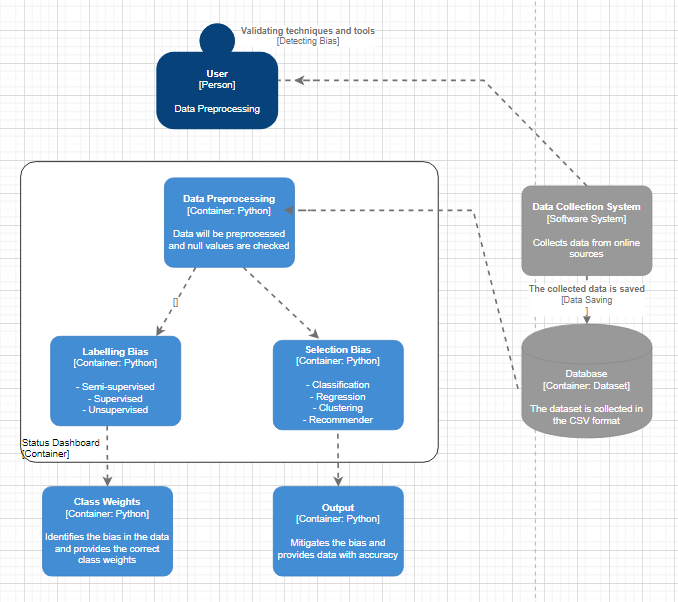 Validating techniques and tools
[Detecting Bias]
User
[Person]
Data Preprocessing
Data Preprocessing
[Container: Python]
Data will be preprocessed
and null values are checked
Data Collection System
[Software System]
Collects data from online
sources
The collected data is saved
[Data Saving
]
[]
Labelling Bias
[Container: Python]
- Semi-supervised
- Supervised
- Unsupervised
Selection Bias
[Container: Python]
- Classification
- Regression
- Clustering
- Recommender
Database
[Container: Dataset]
The dataset is collected in
the CSV format
Status Dashboard
[Container]
Class Weights
[Container: Python]
Identifies the bias in the data
and provides the correct
class weights
Output
[Container: Python]
Mitigates the bias and
provides data with accuracy